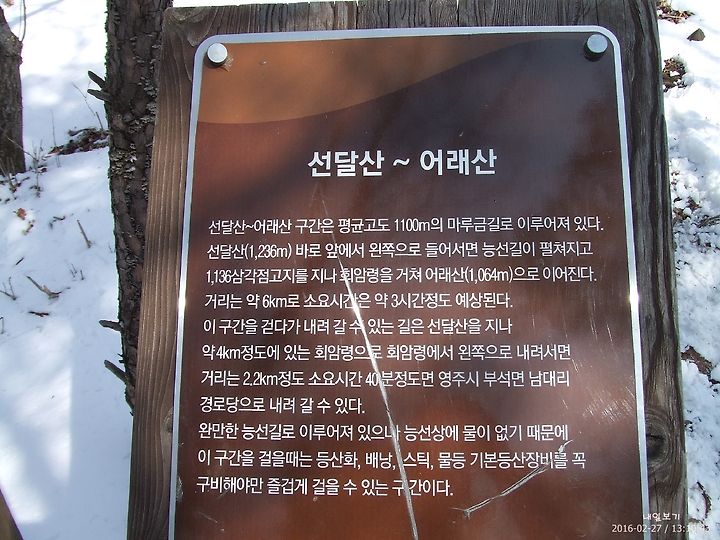 선달산 ~ 어래산
선달산~어래산 구간은 평균고도 1100m의 마루금길로 이루어져 있다.
선달산(1,236m) 바로 앞에서 왼쪽으로 들어서면 능선길이 펼쳐지고
1,136삼각점고지를 지나 회암령을 거쳐 어래산(1,064m)으로 이어진다.
거리는 약 6km로 소요시간은 약 3시간정도 예상된다.
이 구간을 걷다가 내려 갈 수 있는 길은 선달산을 지나
약4km정도에 있는 회암령으로 회암령에서 왼쪽으로 내려서면
거리는 2.2km정도 소요시간 40분정도면 영주시 부석면 남대리
경로당으로 내려 갈 수 있다.
완만한 능선길로 이루어져 있으나 능선상에 물이 없기 때문에
이 구간을 걸을때는 등산화, 배낭, 스틱, 물등 기본등산장비를 꼭
구비해야만 즐겁게 걸을 수 있는 구간이다.
내일보기
2016-02-27 /